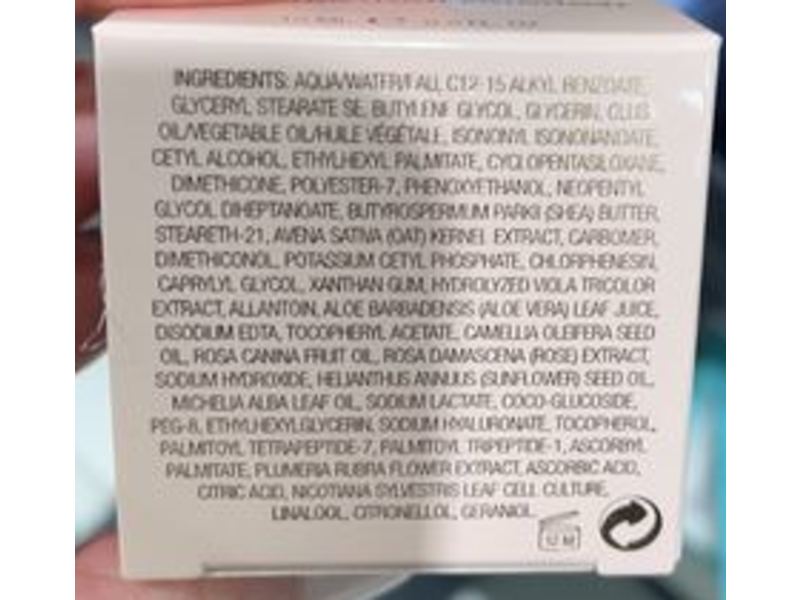 INGREDIENTS: AQUA/WATER/EAU, C12-15 ALKYL BENZOATE,
GLYCERYL STEARATE SE, BUTYLENE GLYCOL, GLYCERIN, OLUS
OIL/VEGETABLE OIL/HUILE VÉGÉTALE, ISONONYL ISONONANOATE,
CETYL ALCOHOL, ETHYLHEXYL PALMITATE, CYCLOPENTASILOXANE,
DIMETHICONE, POLYESTER-7, PHENOXYETHANOL, NEOPENTYL
GLYCOL DIHEPTANOATE, BUTYROSPERMUM PARKII (SHEA) BUTTER,
STEARETH-21, AVENA SATIVA (OAT) KERNEL EXTRACT, CARBOMER,
DIMETHICONOL, POTASSIUM CETYL PHOSPHATE, CHLORPHENESIN,
CAPRYLYL GLYCOL, XANTHAN GUM, HYDROLYZED VIOLA TRICOLOR
EXTRACT, ALLANTOIN, ALOE BARBADENSIS (ALOE VERA) LEAF JUICE,
DISODIUM EDTA, TOCOPHERYL ACETATE, CAMELLIA OLEIFERA SEED
OIL, ROSA CANINA FRUIT OIL, ROSA DAMASCENA (ROSE) EXTRACT,
SODIUM HYDROXIDE, HELIANTHUS ANNUUS (SUNFLOWER) SEED OIL,
MICHELIA ALBA LEAF OIL, SODIUM LACTATE, COCO-GLUCOSIDE,
PEG-8, ETHYLHEXYLGLYCERIN, SODIUM HYALURONATE, TOCOPHEROL,
PALMITOYL TETRAPEPTIDE-7, PALMITOYL TRIPEPTIDE-1, ASCORBYL
PALMITATE, PLUMERIA RUBRA FLOWER EXTRACT, ASCORBIC ACID,
CITRIC ACID, NICOTIANA SYLVESTRIS LEAF CELL CULTURE,
LINALOOL, CITRONELLOL, GERANIOL.
12 M